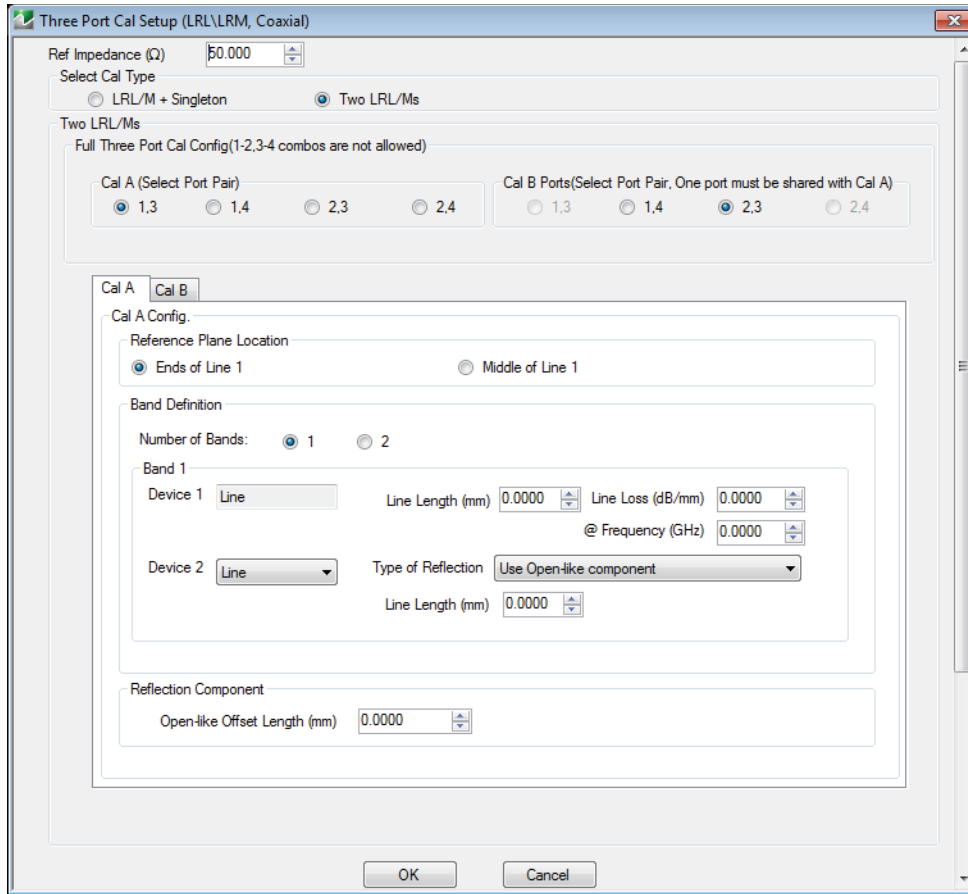 Three Port Cal Setup (LRL\LRM, Coaxial)
Ref Impedance (Ω) 50.000
Select Cal Type
LRL/M + Singleton Two LRL/Ms
Two LRL/Ms
Full Three Port Cal Config(1-2,3-4 combos are not allowed)
Cal A (Select Port Pair) Cal B Ports(Select Port Pair, One port must be shared with Cal A)
1,3 1,4 2,3 2,4 1,3 1,4 2,3 2,4
Cal A Cal B
Cal A Config.
Reference Plane Location
Ends of Line 1 Middle of Line 1
Band Definition
Number of Bands: 1 2
Band 1
Device 1 Line Line Length (mm) 0.0000 Line Loss (dB/mm) 0.0000
@ Frequency (GHz) 0.0000
Device 2 Line Type of Reflection Use Open-like component
Line Length (mm) 0.0000
Reflection Component
Open-like Offset Length (mm) 0.0000
OK Cancel